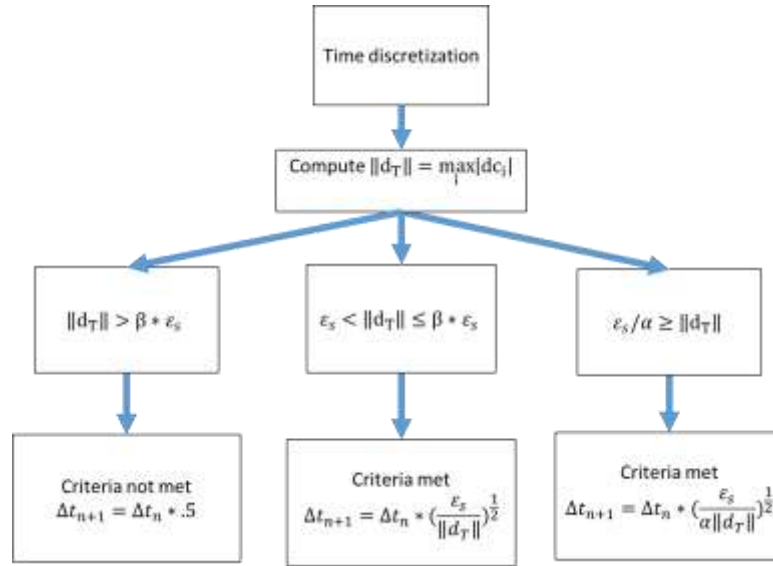 Time discretization
Compute ‖d_T‖ = max_i |dc_i|
‖d_T‖ > β * ε_s
ε_s < ‖d_T‖ ≤ β * ε_s
ε_s/α ≥ ‖d_T‖
Criteria not met
Δt_{n+1} = Δt_n * .5
Criteria met
Δt_{n+1} = Δt_n * (ε_s/‖d_T‖)^{1/2}
Criteria met
Δt_{n+1} = Δt_n * (ε_s/α‖d_T‖)^{1/2}